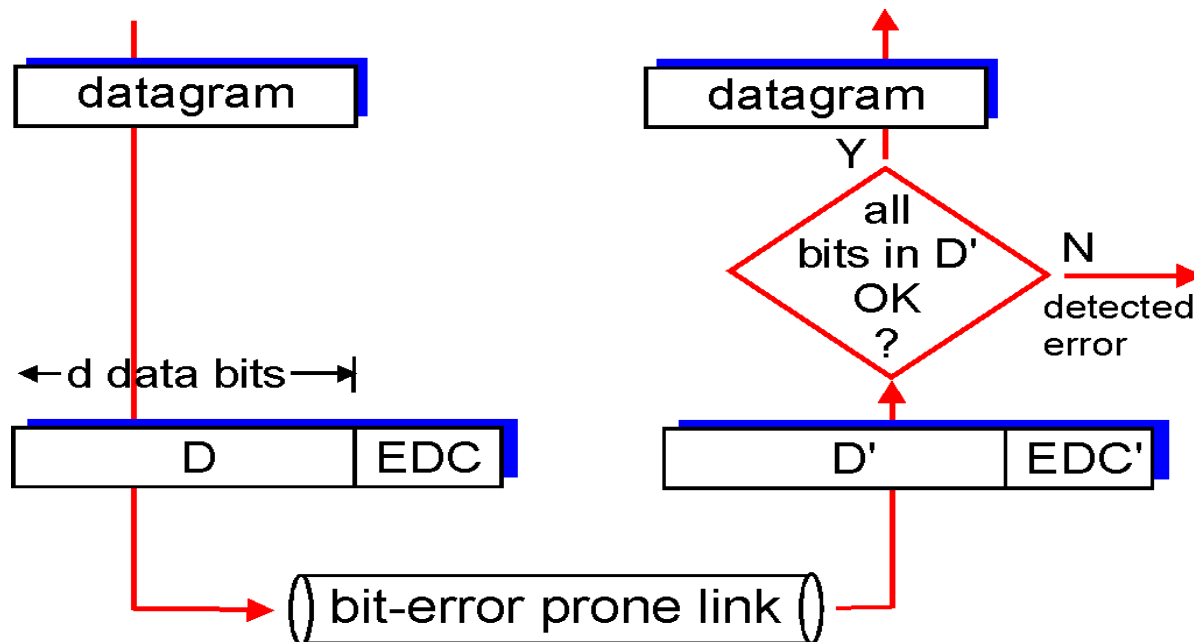 datagram
d data bits
D
EDC
bit-error prone link
datagram
Y
all
bits in D'
OK
?
N
detected
error
D'
EDC'